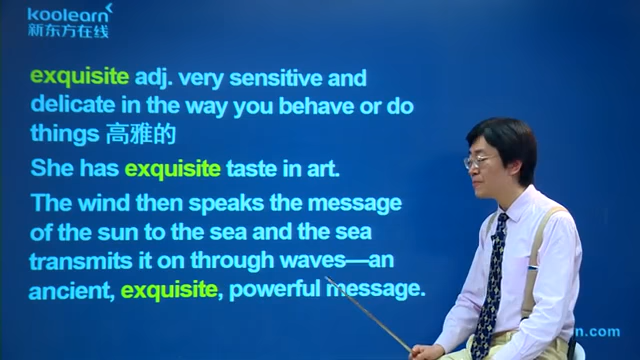 koolearn
新东方在线
exquisite adj. very sensitive and
delicate in the way you behave or do
things 高雅的
She has exquisite taste in art.
The wind then speaks the message
of the sun to the sea and the sea
transmits it on through waves—an
ancient, exquisite, powerful message.
n.com